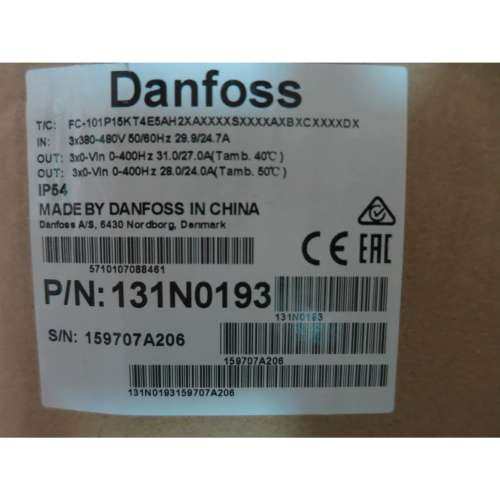 Danfoss
T/C: FC-101P15KT4E5AH2XAXXXXSXXXXAXBXCXXXXDX
IN: 3x380-480V 50/60Hz 29.9/24.7A
OUT: 3x0-Vin 0-400Hz 31.0/27.0A(Tamb. 40℃)
OUT: 3x0-Vin 0-400Hz 28.0/24.0A(Tamb. 50℃)
IP54
MADE BY DANFOSS IN CHINA
Danfoss A/S, 6430 Nordborg, Denmark
CE EAC
5710107088461
P/N: 131N0193
131N0193
S/N: 159707A206
159707A206
131N0193159707A206